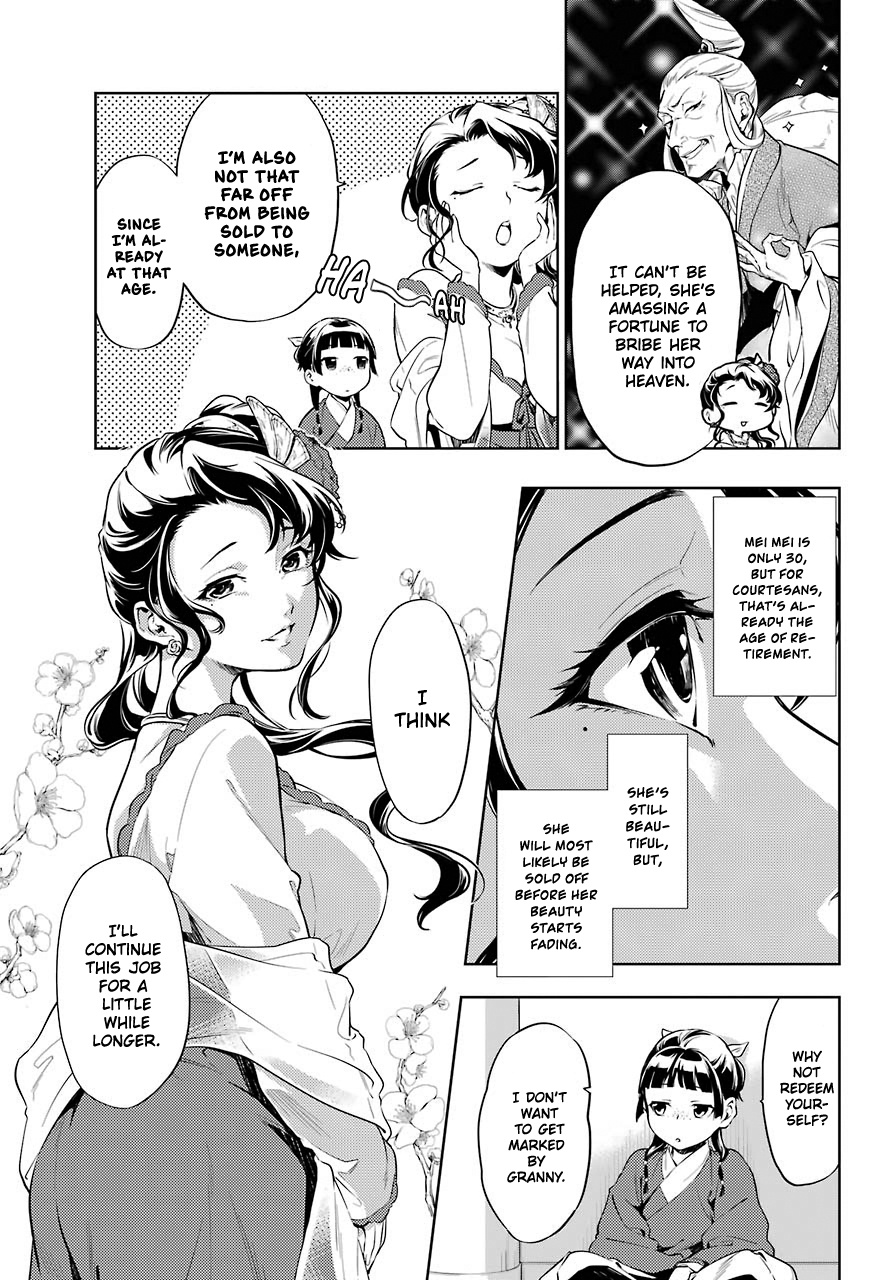 IT CAN'T BE
HELPED, SHE'S
AMASSING A
FORTUNE TO
BRIBE HER
WAY INTO
HEAVEN.
I'M ALSO
NOT THAT
FAR OFF
FROM BEING
SOLD TO
SOMEONE,
SINCE
I'M AL-
READY
AT THAT
AGE.
HA
AH
MEI MEI IS
ONLY 30,
BUT FOR
COURTESANS,
THAT'S AL-
READY THE
AGE OF RE-
TIREMENT.
SHE'S
STILL
BEAU-
TIFUL,
BUT,
SHE
WILL MOST
LIKELY BE
SOLD OFF
BEFORE HER
BEAUTY
STARTS
FADING.
WHY
NOT
REDEEM
YOUR-
SELF?
I DON'T
WANT
TO GET
MARKED
BY
GRANNY.
I
THINK
I'LL
CONTINUE
THIS JOB
FOR A
LITTLE
WHILE
LONGER.